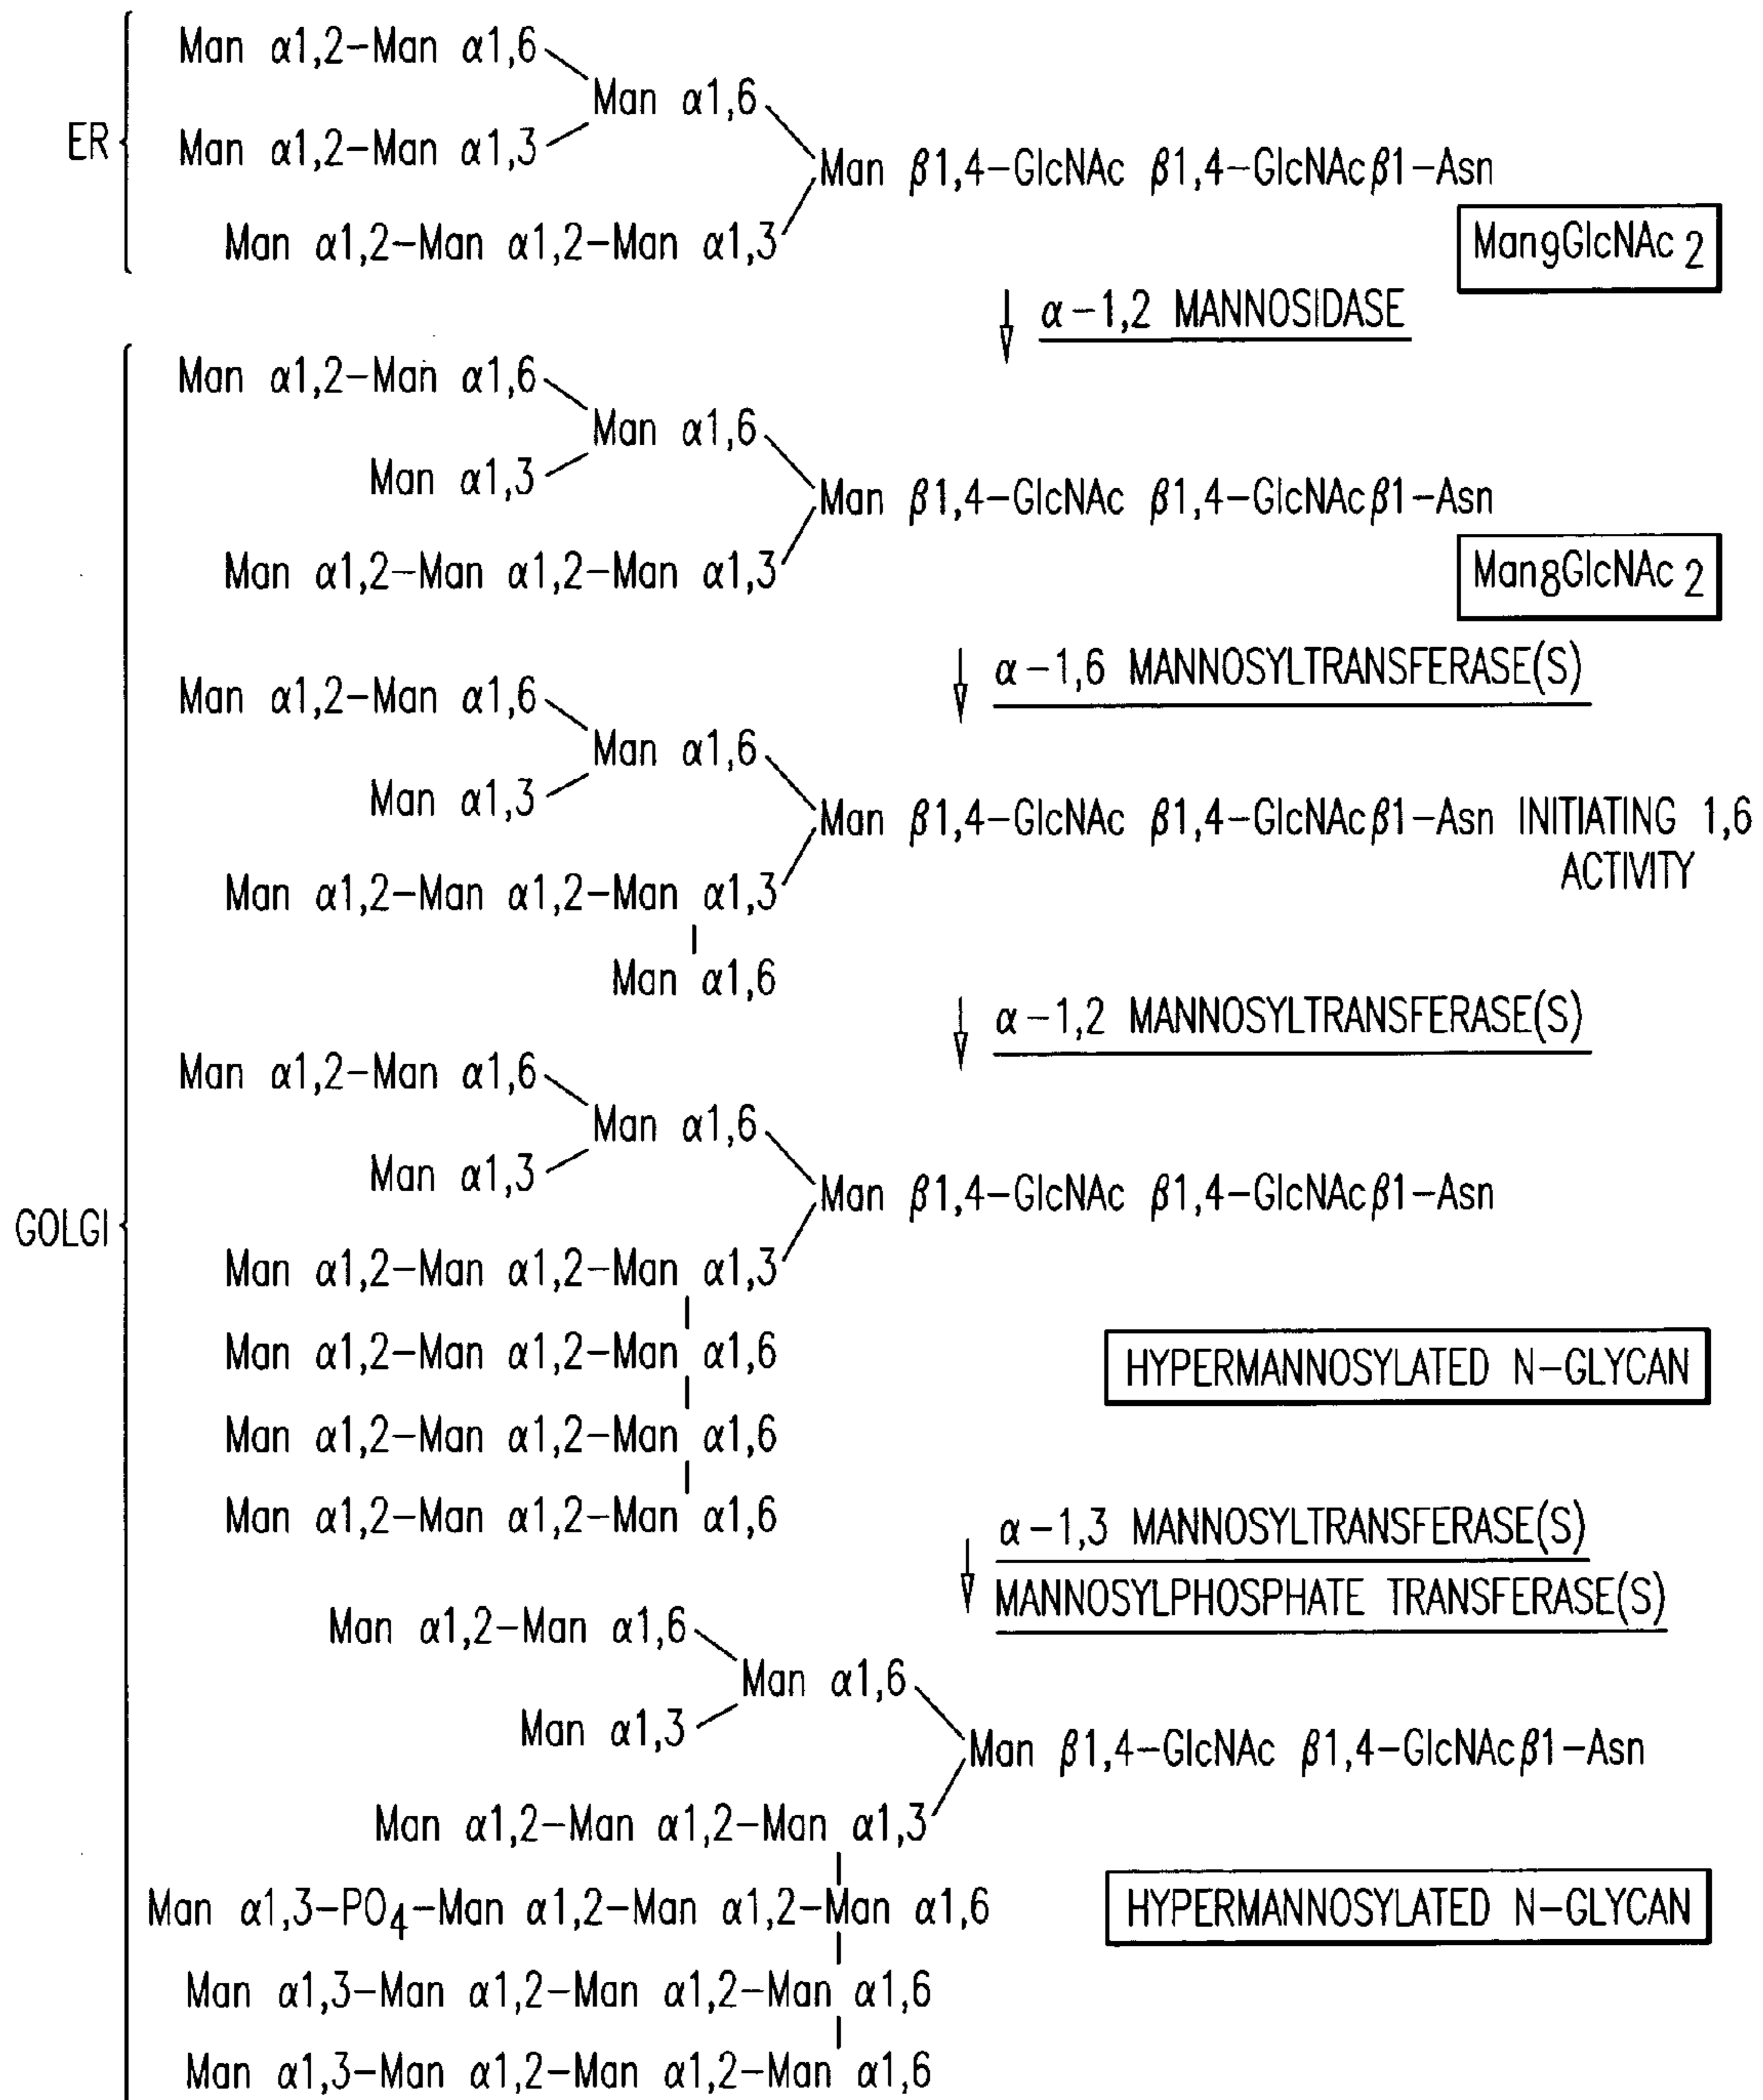 Man α1,2-Man α1,6
Man α1,6
ER
Man α1,2-Man α1,3
Man β1,4-GlcNAc β1,4-GlcNAcβ1-Asn
Man α1,2-Man α1,2-Man α1,3
Man9GlcNAc2
α-1,2 MANNOSIDASE
Man α1,2-Man α1,6
Man α1,6
Man α1,3
Man β1,4-GlcNAc β1,4-GlcNAcβ1-Asn
Man α1,2-Man α1,2-Man α1,3
Man8GlcNAc2
α-1,6 MANNOSYLTRANSFERASE(S)
Man α1,2-Man α1,6
Man α1,6
Man α1,3
Man β1,4-GlcNAc β1,4-GlcNAcβ1-Asn INITIATING 1,6
ACTIVITY
Man α1,2-Man α1,2-Man α1,3
Man α1,6
α-1,2 MANNOSYLTRANSFERASE(S)
Man α1,2-Man α1,6
Man α1,6
Man α1,3
Man β1,4-GlcNAc β1,4-GlcNAcβ1-Asn
GOLGI
Man α1,2-Man α1,2-Man α1,3
Man α1,2-Man α1,2-Man α1,6
HYPERMANNOSYLATED N-GLYCAN
Man α1,2-Man α1,2-Man α1,6
Man α1,2-Man α1,2-Man α1,6
α-1,3 MANNOSYLTRANSFERASE(S)
MANNOSYLPHOSPHATE TRANSFERASE(S)
Man α1,2-Man α1,6
Man α1,6
Man α1,3
Man β1,4-GlcNAc β1,4-GlcNAcβ1-Asn
Man α1,2-Man α1,2-Man α1,3
Man α1,3-PO4-Man α1,2-Man α1,2-Man α1,6
HYPERMANNOSYLATED N-GLYCAN
Man α1,3-Man α1,2-Man α1,2-Man α1,6
Man α1,3-Man α1,2-Man α1,2-Man α1,6